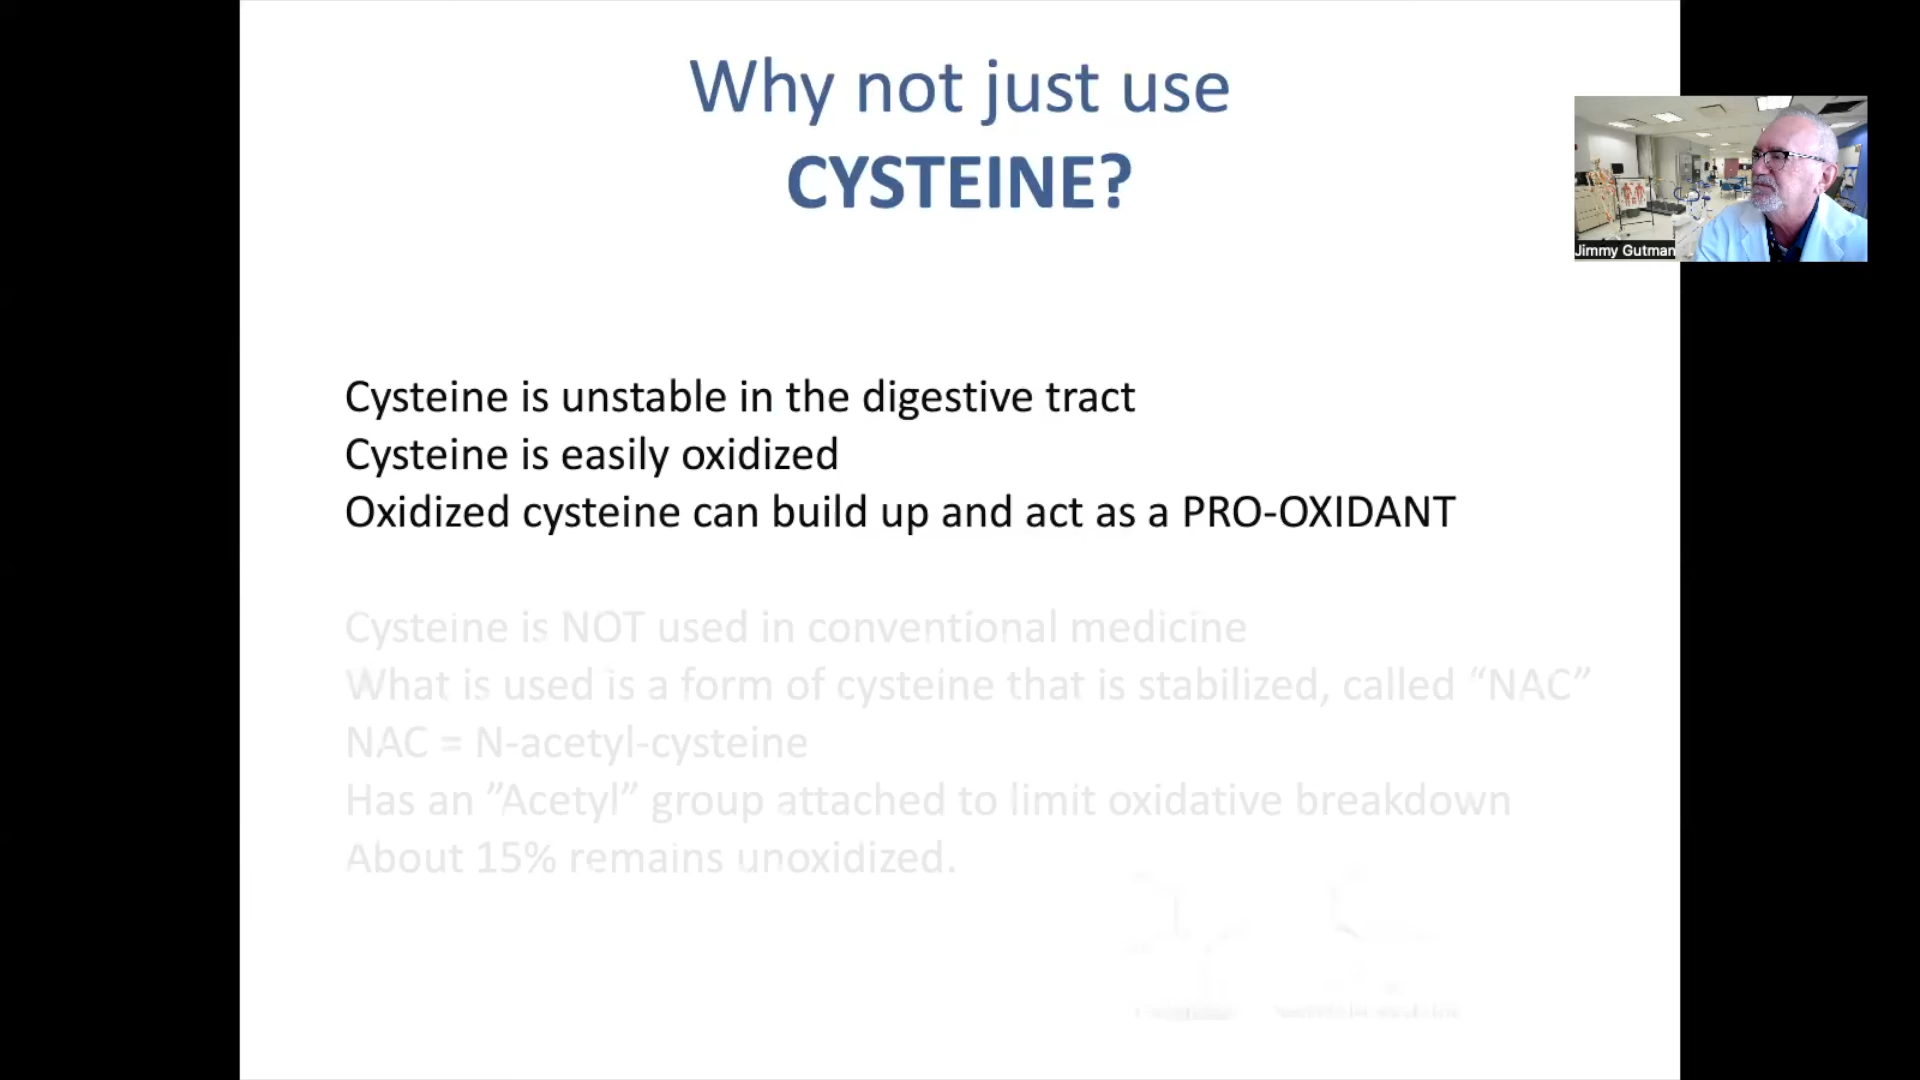 Why not just use
CYSTEINE?
Jimmy Gutman
Cysteine is unstable in the digestive tract
Cysteine is easily oxidized
Oxidized cysteine can build up and act as a PRO-OXIDANT
Cysteine is NOT used in conventional medicine
What is used is a form of cysteine that is stabilized, called “NAC”
NAC = N-acetyl-cysteine
Has an ”Acetyl” group attached to limit oxidative breakdown
About 15% remains unoxidized.